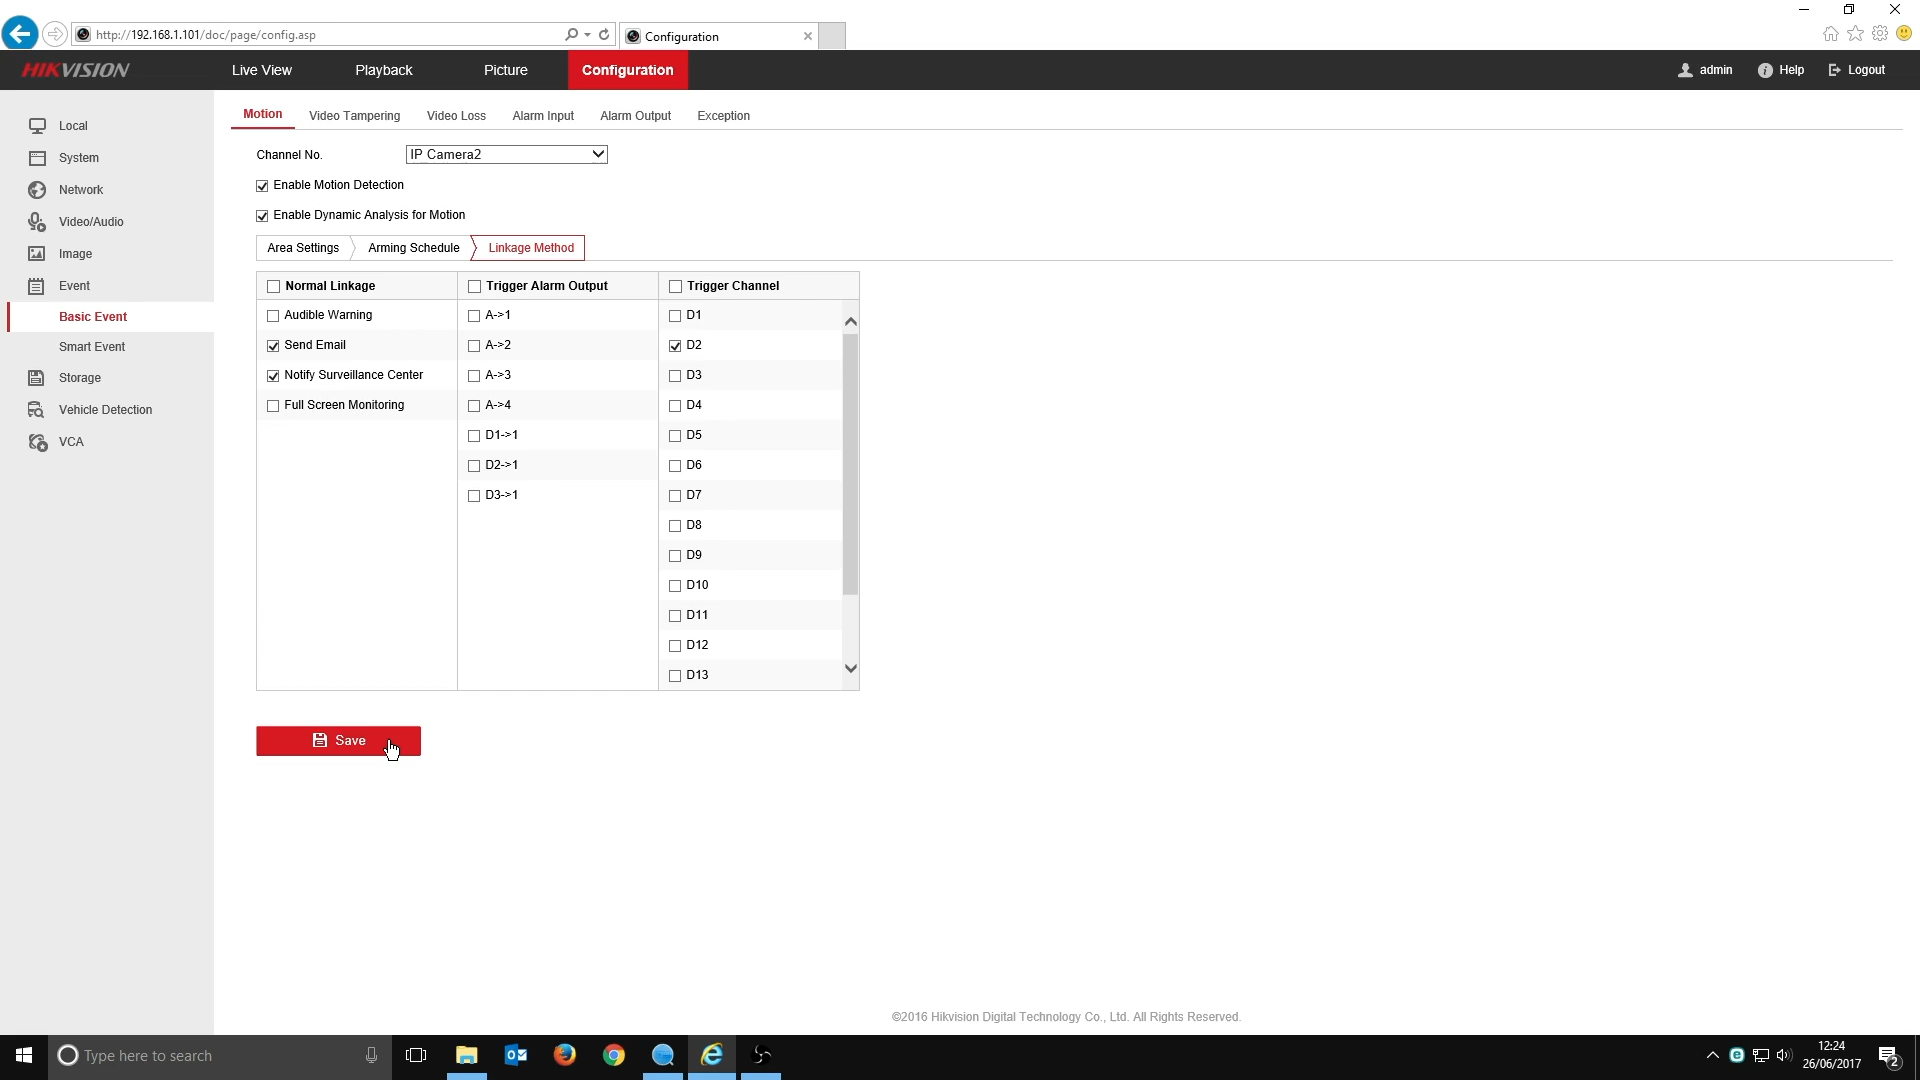 http://192.168.1.101/doc/page/config.asp
Configuration
HIKVISION
Live View
Playback
Picture
Configuration
admin
Help
Logout
Local
System
Network
Video/Audio
Image
Event
Basic Event
Smart Event
Storage
Vehicle Detection
VCA
Motion
Video Tampering
Video Loss
Alarm Input
Alarm Output
Exception
Channel No.
IP Camera2
Enable Motion Detection
Enable Dynamic Analysis for Motion
Area Settings
Arming Schedule
Linkage Method
Normal Linkage
Trigger Alarm Output
Trigger Channel
Audible Warning
A->1
D1
Send Email
A->2
D2
Notify Surveillance Center
A->3
D3
Full Screen Monitoring
A->4
D4
D1->1
D5
D2->1
D6
D3->1
D7
D8
D9
D10
D11
D12
D13
Save
©2016 Hikvision Digital Technology Co., Ltd. All Rights Reserved.
Type here to search
12:24
26/06/2017
2